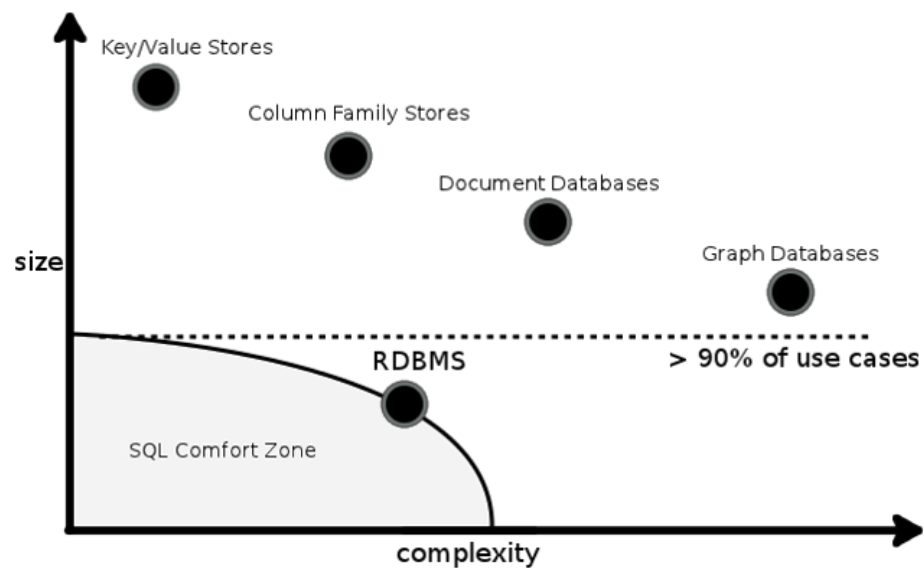 Key/Value Stores
Column Family Stores
Document Databases
Graph Databases
size
> 90% of use cases
RDBMS
SQL Comfort Zone
complexity